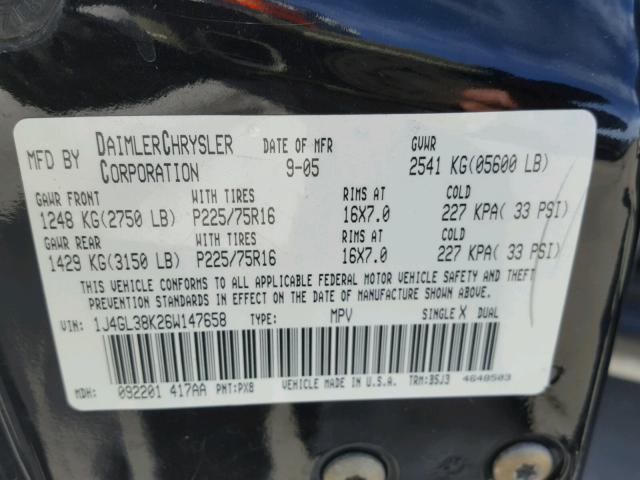 MFD BY DAIMLERCHRYSLER CORPORATION DATE OF MFR 9-05 GVWR 2541 KG(05600 LB)
GAWR FRONT WITH TIRES RIMS AT COLD
1248 KG(2750 LB) P225/75R16 16X7.0 227 KPA( 33 PSI)
GAWR REAR WITH TIRES RIMS AT COLD
1429 KG(3150 LB) P225/75R16 16X7.0 227 KPA( 33 PSI)
THIS VEHICLE CONFORMS TO ALL APPLICABLE FEDERAL MOTOR VEHICLE SAFETY AND THEFT
PREVENTION STANDARDS IN EFFECT ON THE DATE OF MANUFACTURE SHOWN ABOVE.
VIN: 1J4GL38K26W147658 TYPE: MPV SINGLE X DUAL
MDH: 092201 417AA PNT:PX8 VEHICLE MADE IN U.S.A. TRM:B5J3 4648503